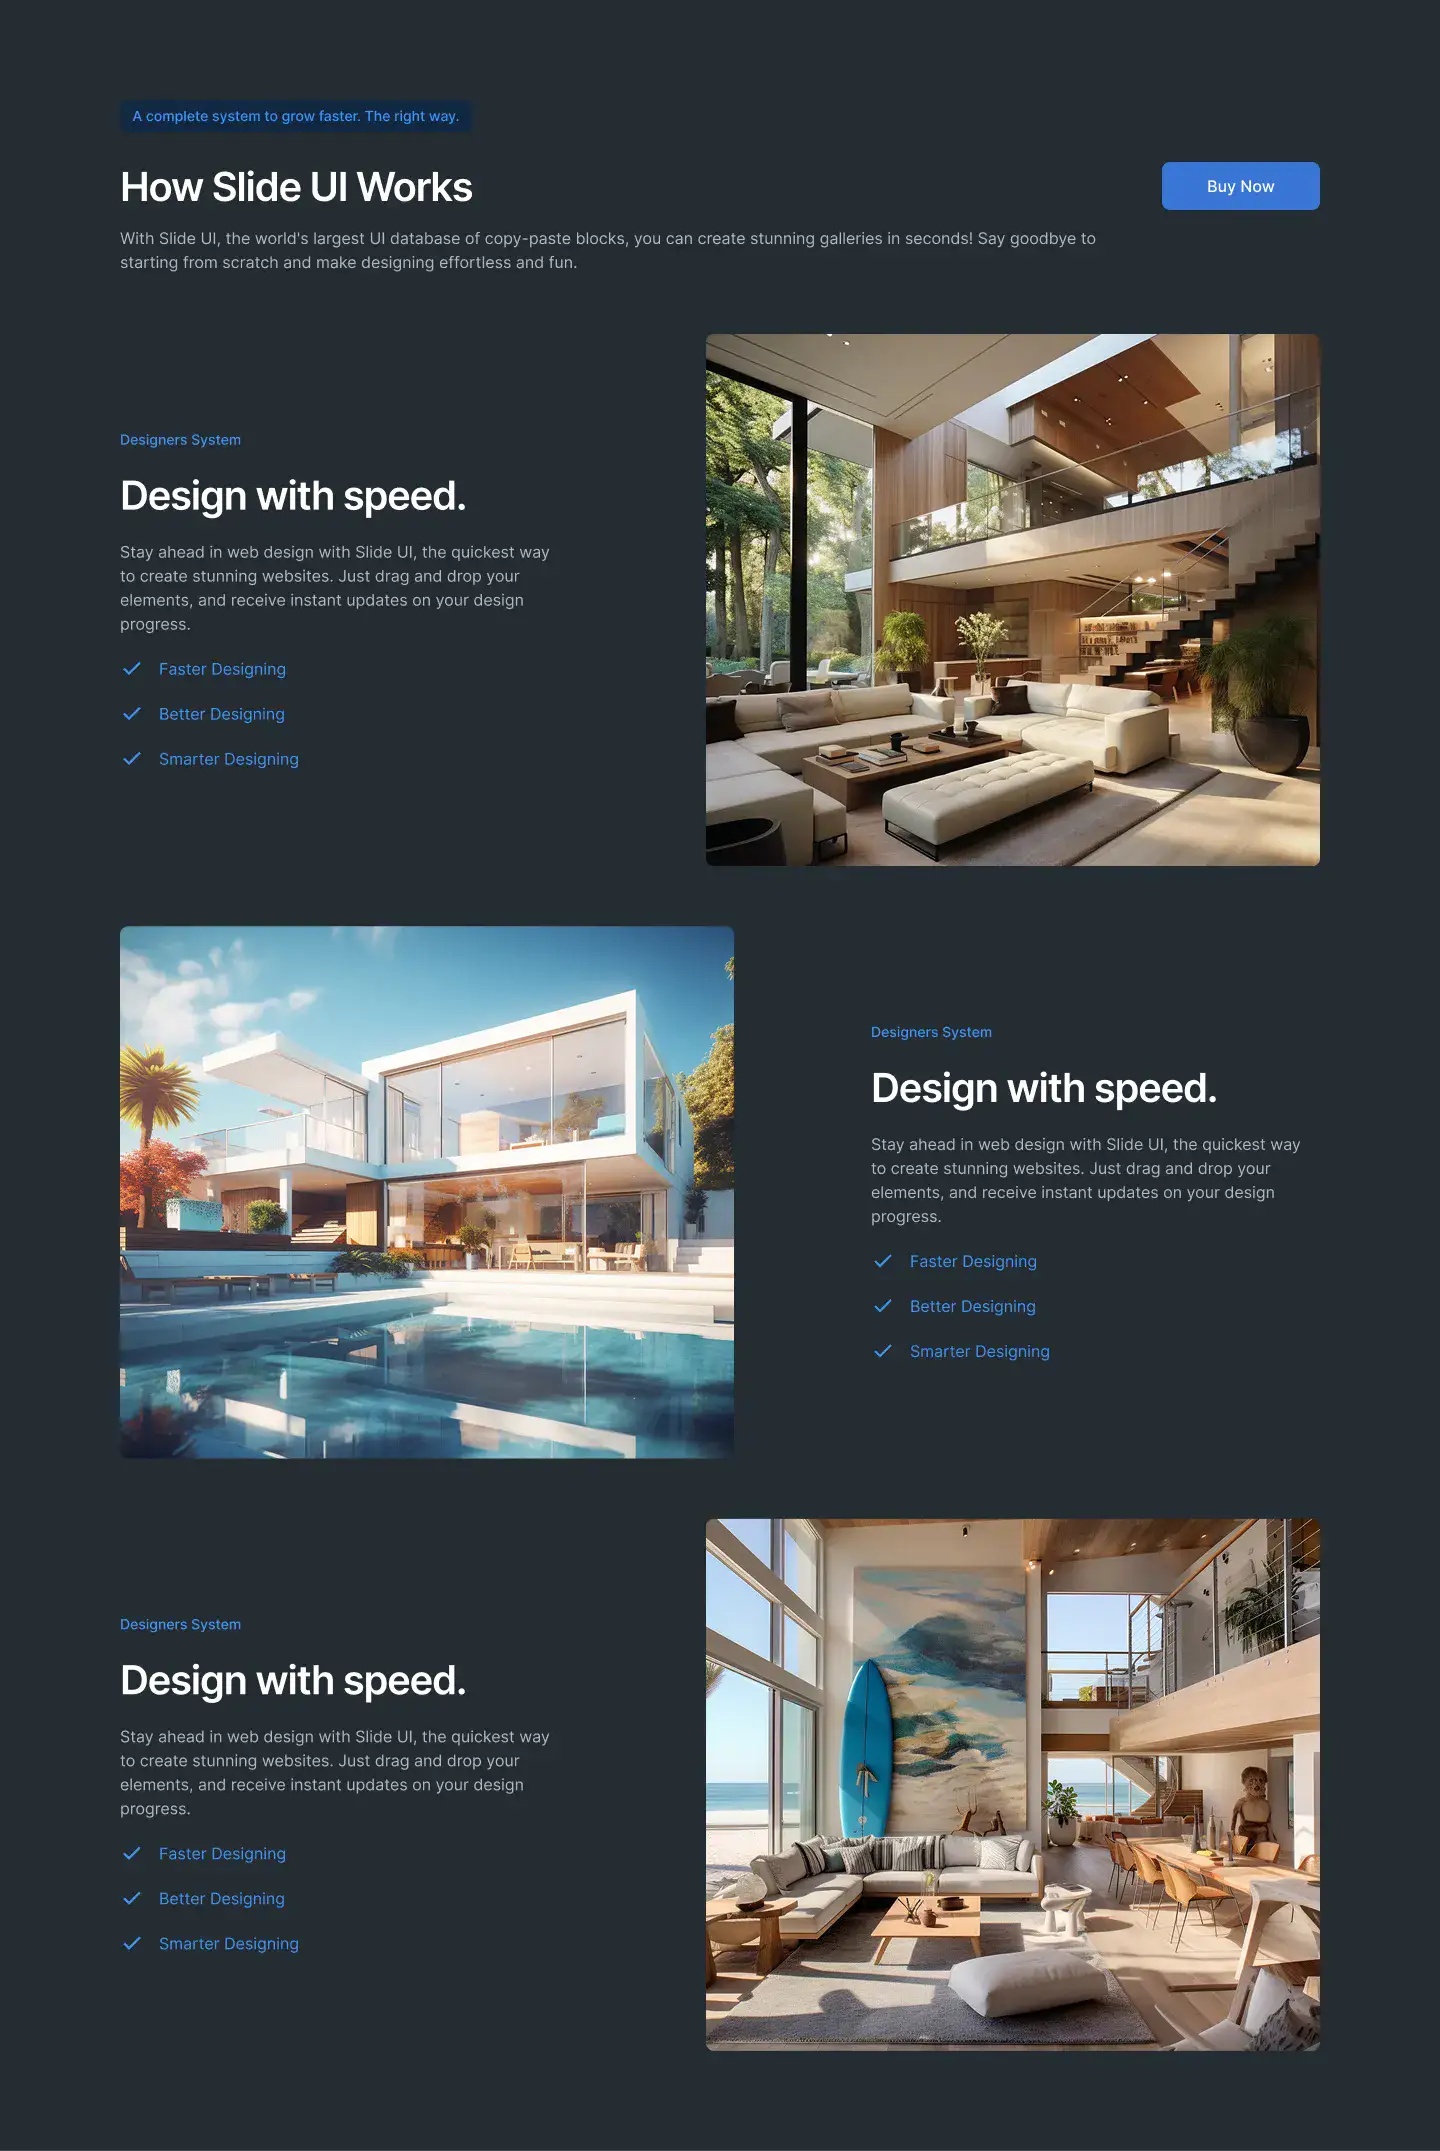 A complete system to grow faster. The right way.
How Slide UI Works
Buy Now
With Slide UI, the world's largest UI database of copy-paste blocks, you can create stunning galleries in seconds! Say goodbye to
starting from scratch and make designing effortless and fun.
Designers System
Design with speed.
Stay ahead in web design with Slide UI, the quickest way
to create stunning websites. Just drag and drop your
elements, and receive instant updates on your design
progress.
Faster Designing
Better Designing
Smarter Designing
Designers System
Design with speed.
Stay ahead in web design with Slide UI, the quickest way
to create stunning websites. Just drag and drop your
elements, and receive instant updates on your design
progress.
Faster Designing
Better Designing
Smarter Designing
Designers System
Design with speed.
Stay ahead in web design with Slide UI, the quickest way
to create stunning websites. Just drag and drop your
elements, and receive instant updates on your design
progress.
Faster Designing
Better Designing
Smarter Designing